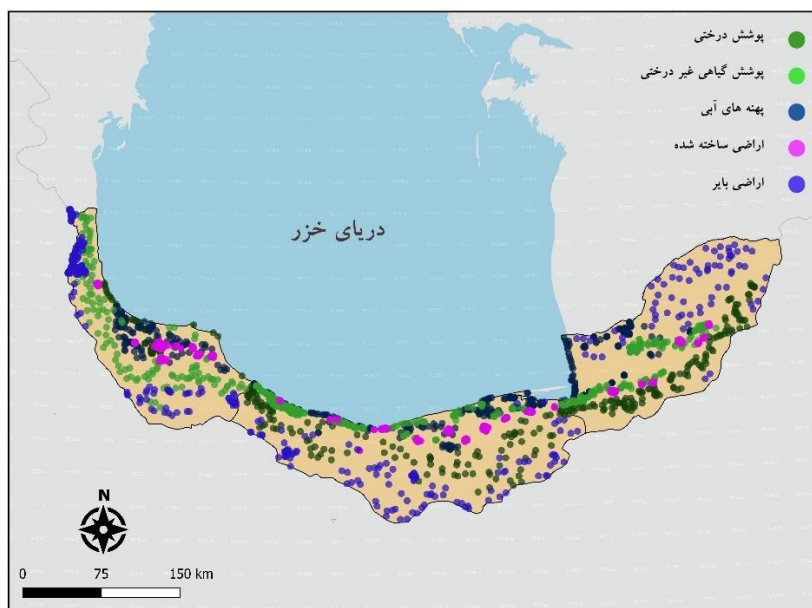 پوشش درختی
پوشش گیاهی غیر درختی
پهنه های آبی
اراضی ساخته شده
اراضی بایر
دریای خزر
N
0 75 150 km